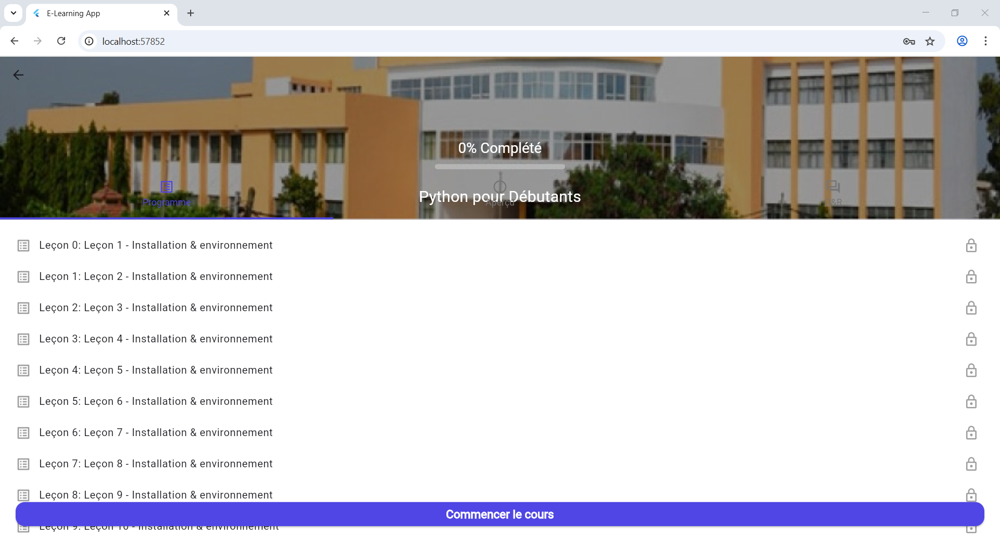 E-Learning App
localhost:57852
0% Complété
Python pour Débutants
Programme
Aperçu
Leçon 0: Leçon 1 - Installation & environnement
Leçon 1: Leçon 2 - Installation & environnement
Leçon 2: Leçon 3 - Installation & environnement
Leçon 3: Leçon 4 - Installation & environnement
Leçon 4: Leçon 5 - Installation & environnement
Leçon 5: Leçon 6 - Installation & environnement
Leçon 6: Leçon 7 - Installation & environnement
Leçon 7: Leçon 8 - Installation & environnement
Leçon 8: Leçon 9 - Installation & environnement
Commencer le cours
Leçon 9: Leçon 10 - Installation & environnement